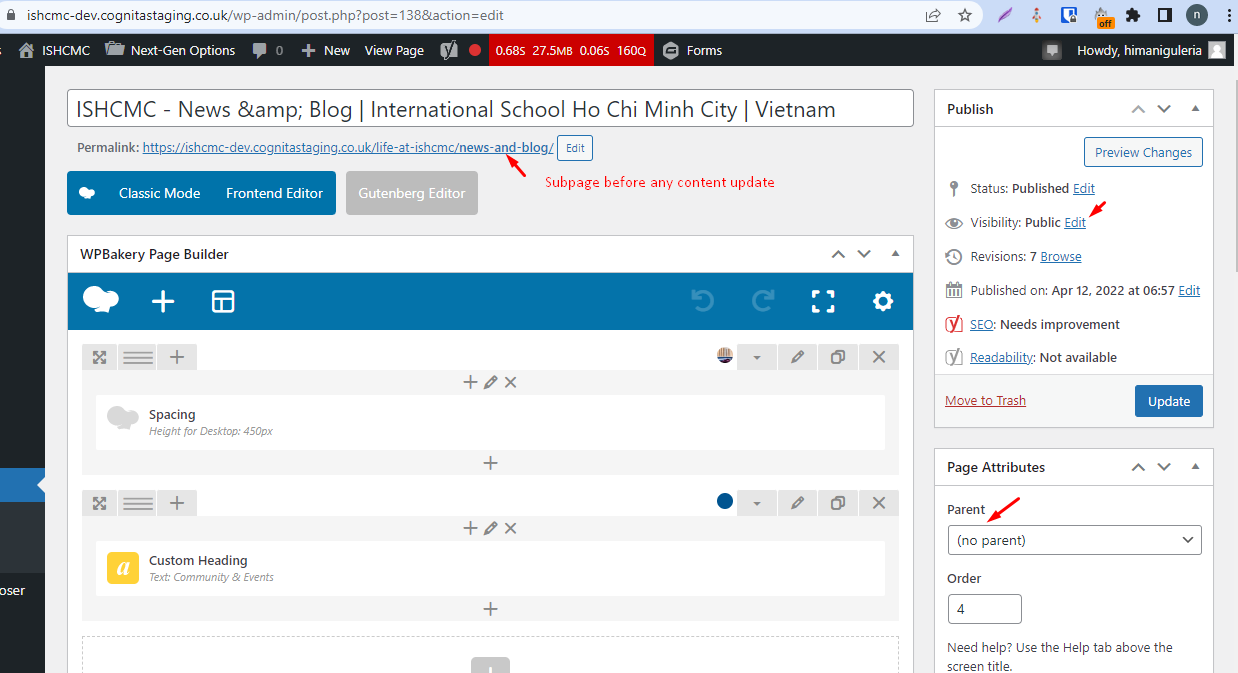 ishcmc-dev.cognitastaging.co.uk/wp-admin/post.php?post=138&action=edit
off
n
ISHCMC Next-Gen Options 0 New View Page 0.68S 27.5MB 0.06S 160Q Forms Howdy, himaniguleria
ISHCMC - News &amp; Blog | International School Ho Chi Minh City | Vietnam
Permalink: https://ishcmc-dev.cognitastaging.co.uk/life-at-ishcmc/news-and-blog/ Edit
Subpage before any content update
Classic Mode Frontend Editor Gutenberg Editor
WPBakery Page Builder
Spacing
Height for Desktop: 450px
a
Custom Heading
Text: Community & Events
oser
Publish
Preview Changes
Status: Published Edit
Visibility: Public Edit
Revisions: 7 Browse
Published on: Apr 12, 2022 at 06:57 Edit
SEO: Needs improvement
Readability: Not available
Move to Trash Update
Page Attributes
Parent
(no parent)
Order
4
Need help? Use the Help tab above the
screen title.